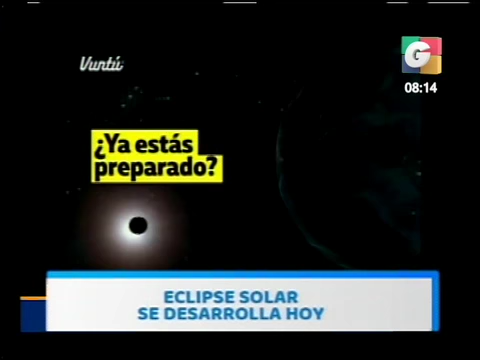 Vuntú
G
08:14
¿Ya estás
preparado?
ECLIPSE SOLAR
SE DESARROLLA HOY